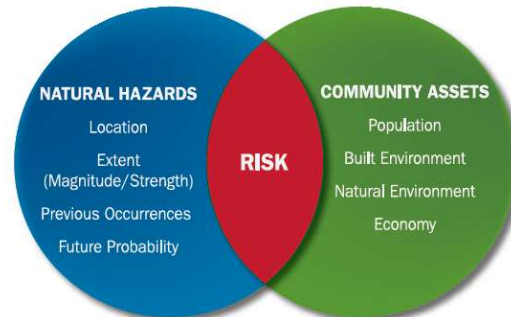 NATURAL HAZARDS
Location
Extent
(Magnitude/Strength)
Previous Occurrences
Future Probability
RISK
COMMUNITY ASSETS
Population
Built Environment
Natural Environment
Economy